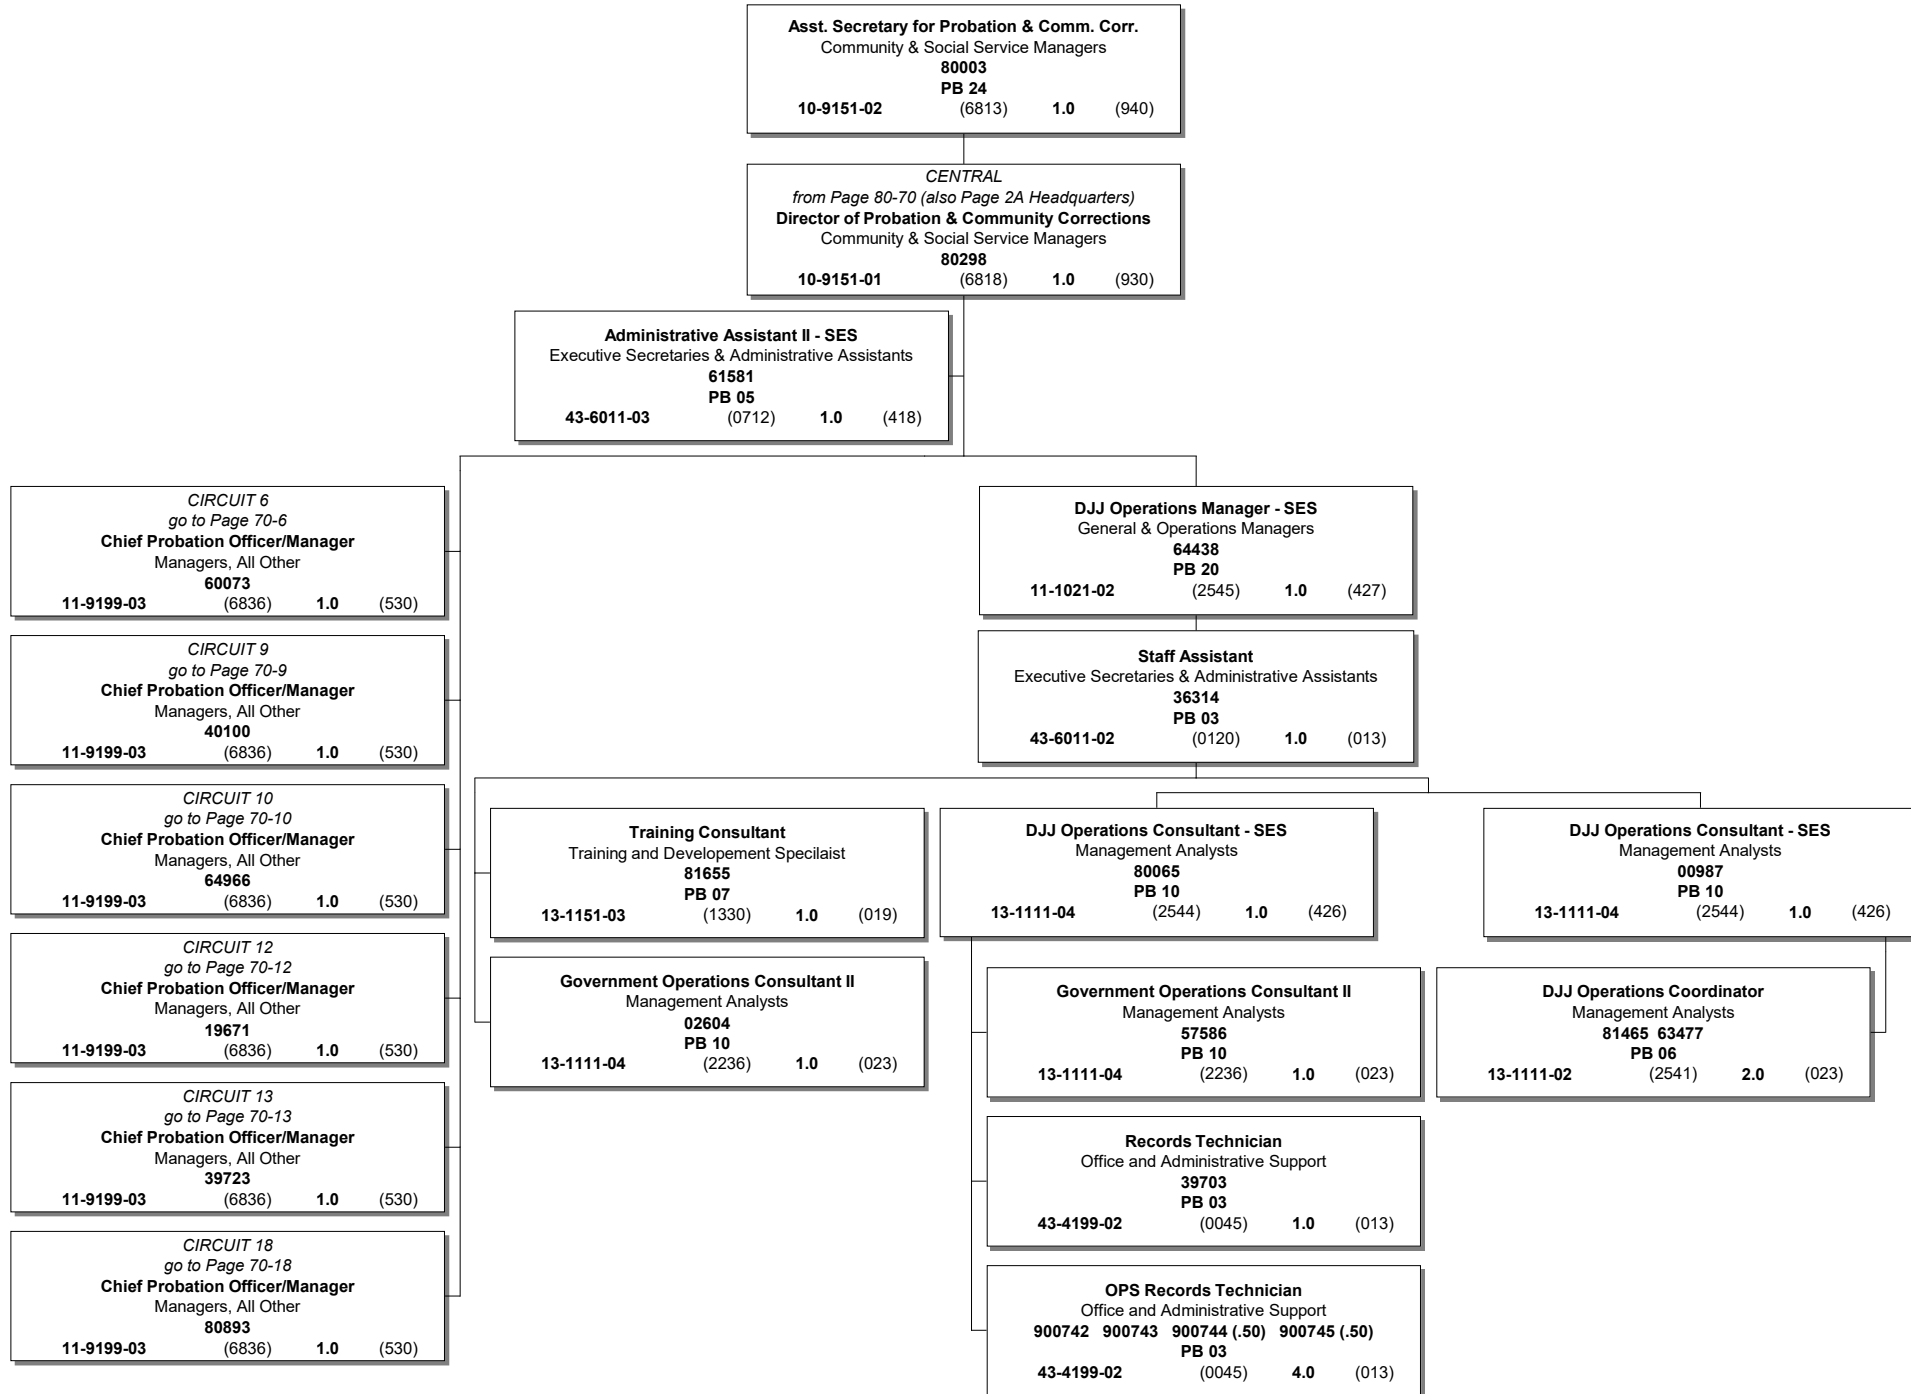 Asst. Secretary for Probation & Comm. Corr.
Community & Social Service Managers
80003
PB 24
10-9151-02 (6813) 1.0 (940)
CENTRAL
from Page 80-70 (also Page 2A Headquarters)
Director of Probation & Community Corrections
Community & Social Service Managers
80298
10-9151-01 (6818) 1.0 (930)
Administrative Assistant II - SES
Executive Secretaries & Administrative Assistants
61581
PB 05
43-6011-03 (0712) 1.0 (418)
CIRCUIT 6
go to Page 70-6
Chief Probation Officer/Manager
Managers, All Other
60073
11-9199-03 (6836) 1.0 (530)
CIRCUIT 9
go to Page 70-9
Chief Probation Officer/Manager
Managers, All Other
40100
11-9199-03 (6836) 1.0 (530)
CIRCUIT 10
go to Page 70-10
Chief Probation Officer/Manager
Managers, All Other
64966
11-9199-03 (6836) 1.0 (530)
CIRCUIT 12
go to Page 70-12
Chief Probation Officer/Manager
Managers, All Other
19671
11-9199-03 (6836) 1.0 (530)
CIRCUIT 13
go to Page 70-13
Chief Probation Officer/Manager
Managers, All Other
39723
11-9199-03 (6836) 1.0 (530)
CIRCUIT 18
go to Page 70-18
Chief Probation Officer/Manager
Managers, All Other
80893
11-9199-03 (6836) 1.0 (530)
DJJ Operations Manager - SES
General & Operations Managers
64438
PB 20
11-1021-02 (2545) 1.0 (427)
Staff Assistant
Executive Secretaries & Administrative Assistants
36314
PB 03
43-6011-02 (0120) 1.0 (013)
Training Consultant
Training and Developement Specilaist
81655
PB 07
13-1151-03 (1330) 1.0 (019)
Government Operations Consultant II
Management Analysts
02604
PB 10
13-1111-04 (2236) 1.0 (023)
DJJ Operations Consultant - SES
Management Analysts
80065
PB 10
13-1111-04 (2544) 1.0 (426)
Government Operations Consultant II
Management Analysts
57586
PB 10
13-1111-04 (2236) 1.0 (023)
Records Technician
Office and Administrative Support
39703
PB 03
43-4199-02 (0045) 1.0 (013)
OPS Records Technician
Office and Administrative Support
900742 900743 900744 (.50) 900745 (.50)
PB 03
43-4199-02 (0045) 4.0 (013)
DJJ Operations Consultant - SES
Management Analysts
00987
PB 10
13-1111-04 (2544) 1.0 (426)
DJJ Operations Coordinator
Management Analysts
81465 63477
PB 06
13-1111-02 (2541) 2.0 (023)